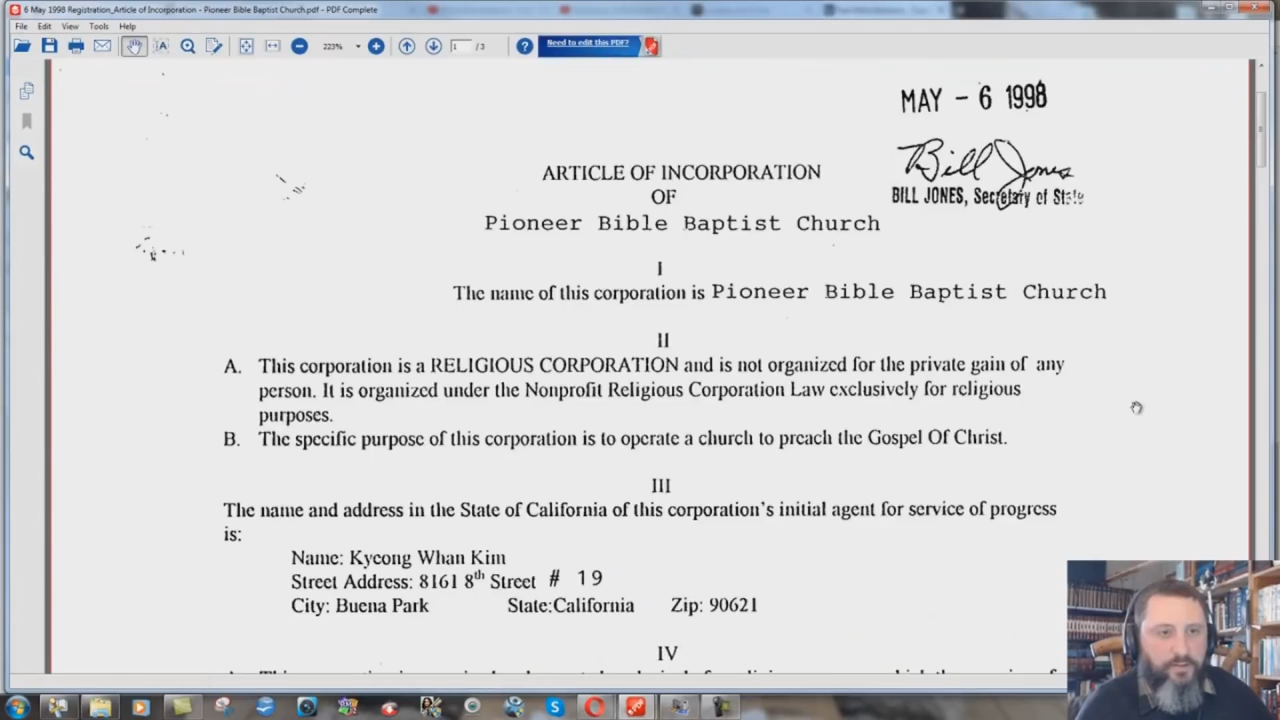 6 May 1998 Registration_Article of Incorporation - Pioneer Bible Baptist Church.pdf - PDF Complete
File Edit View Tools Help
223% 1 / 3 Need to edit this PDF?
MAY - 6 1998
Bill Jones
BILL JONES, Secretary of State
ARTICLE OF INCORPORATION
OF
Pioneer Bible Baptist Church
I
The name of this corporation is Pioneer Bible Baptist Church
II
A. This corporation is a RELIGIOUS CORPORATION and is not organized for the private gain of any
person. It is organized under the Nonprofit Religious Corporation Law exclusively for religious
purposes.
B. The specific purpose of this corporation is to operate a church to preach the Gospel Of Christ.
III
The name and address in the State of California of this corporation's initial agent for service of progress
is:
Name: Kyeong Whan Kim
Street Address: 8161 8th Street # 19
City: Buena Park State:California Zip: 90621
IV